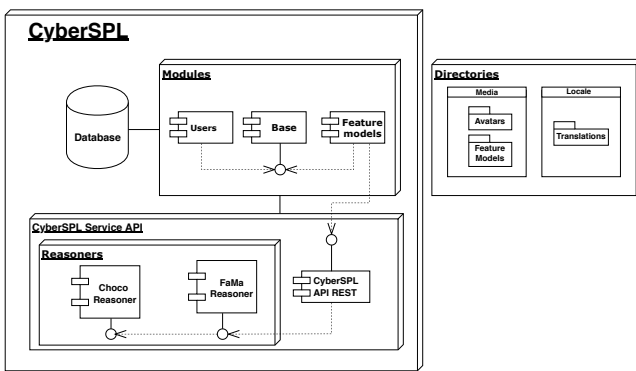 CyberSPL
Modules
Users
Base
Feature
models
Database
CyberSPL Service API
Reasoners
Choco
Reasoner
FaMa
Reasoner
CyberSPL
API REST
Directories
Media
Avatars
Feature
Models
Locale
Translations